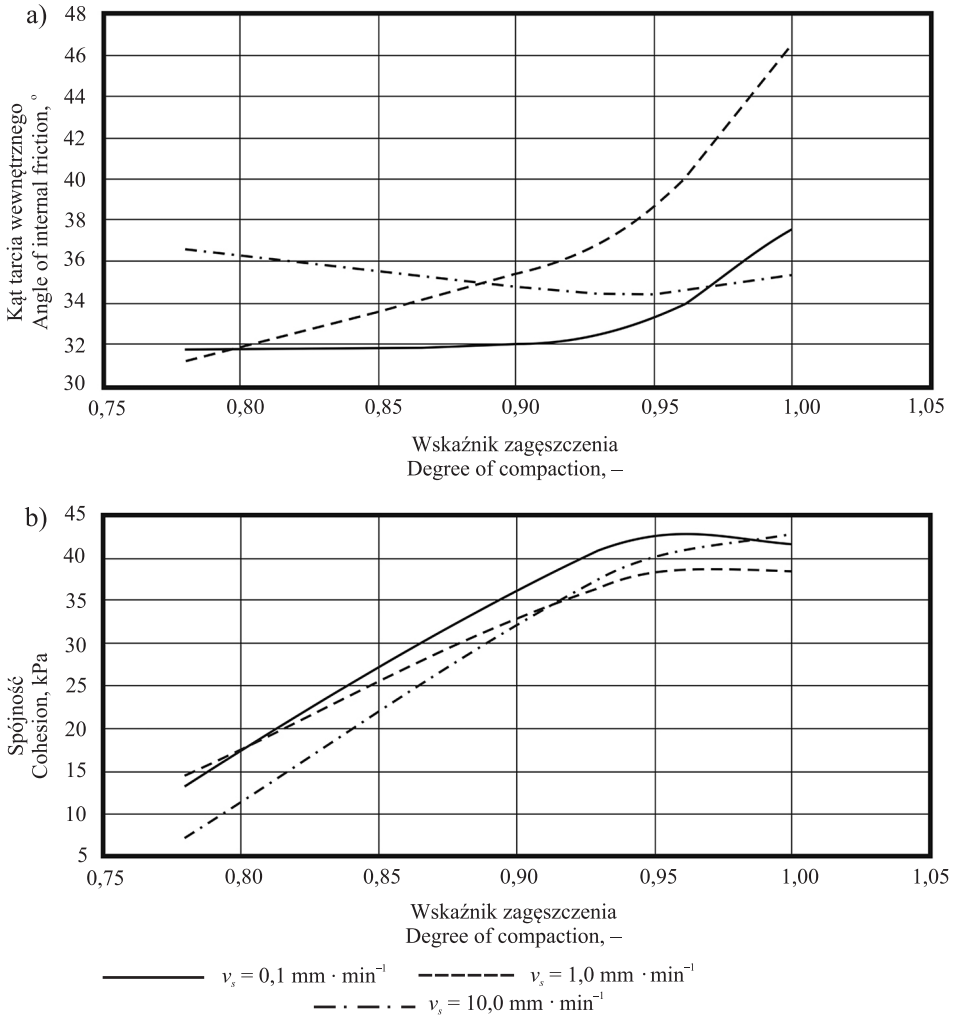 a)
48
46
44
42
40
38
36
34
32
30
Kąt tarcia wewnętrznego
Angle of internal friction, °
0,75 0,80 0,85 0,90 0,95 1,00 1,05
Wskaźnik zagęszczenia
Degree of compaction, –
b)
45
40
35
30
25
20
15
10
5
Spójność
Cohesion, kPa
0,75 0,80 0,85 0,90 0,95 1,00 1,05
Wskaźnik zagęszczenia
Degree of compaction, –
vₛ = 0,1 mm · min⁻¹ vₛ = 1,0 mm · min⁻¹
vₛ = 10,0 mm · min⁻¹